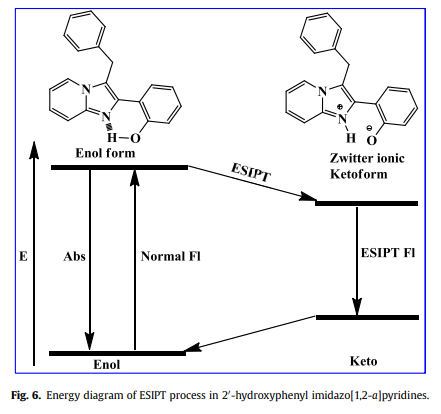 N
N
H
O
Enol form
N
⊕
N
H
⊖
O
Zwitter ionic
Ketoform
ESIPT
E
Abs
Normal Fl
ESIPT Fl
Enol
Keto
Fig. 6. Energy diagram of ESIPT process in 2′-hydroxyphenyl imidazo[1,2-a]pyridines.